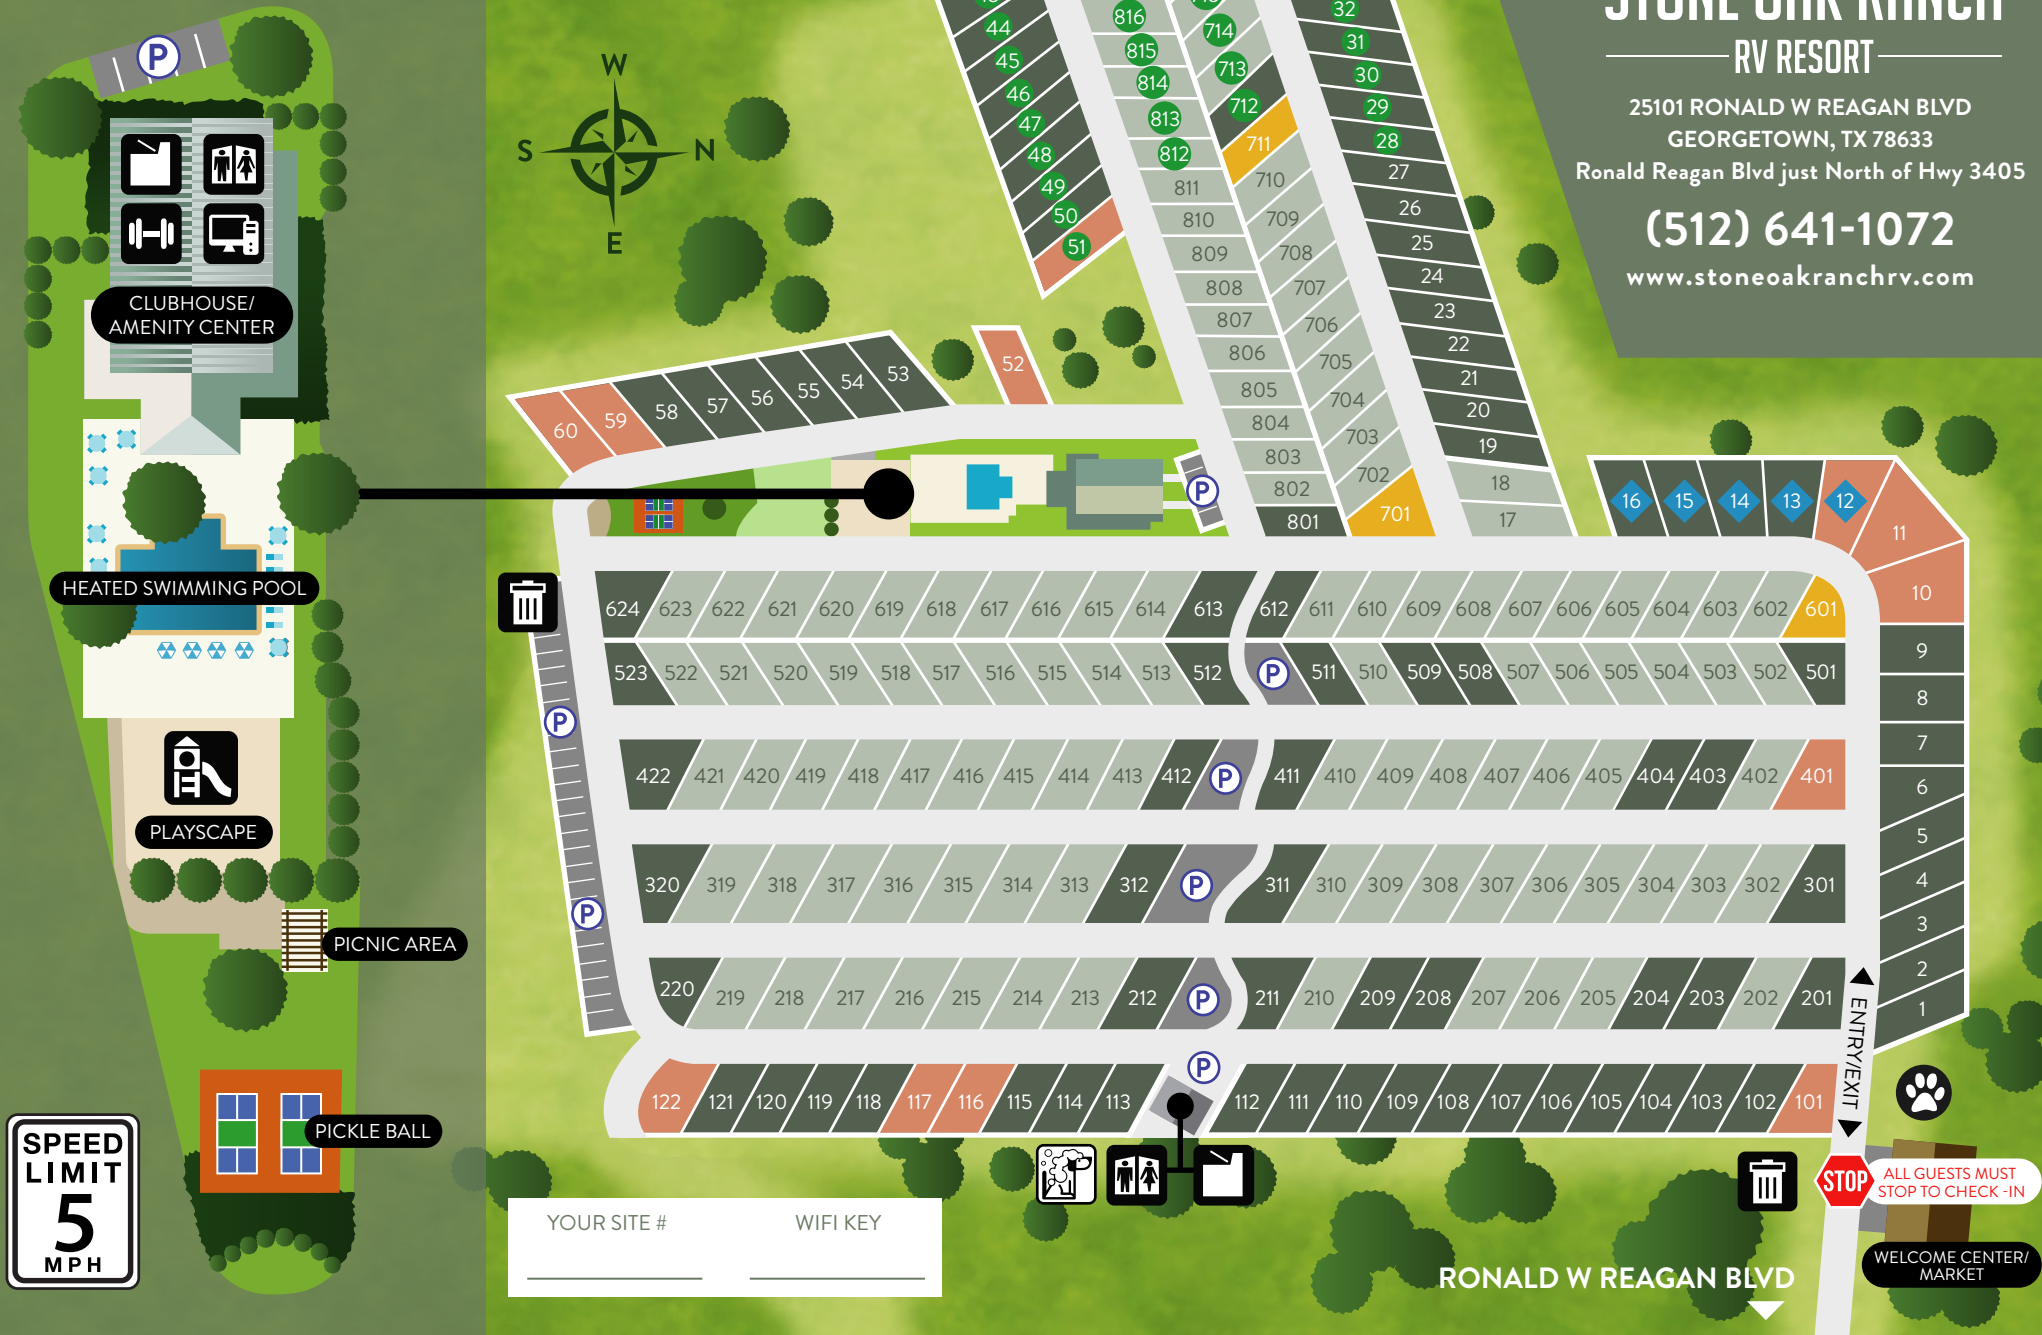 STONE OAK RANCH
RV RESORT
25101 RONALD W REAGAN BLVD
GEORGETOWN, TX 78633
Ronald Reagan Blvd just North of Hwy 3405
(512) 641-1072
www.stoneoakranchrv.com
P
CLUBHOUSE/
AMENITY CENTER
HEATED SWIMMING POOL
PLAYSCAPE
PICNIC AREA
PICKLE BALL
SPEED
LIMIT
5
MPH
W
S N
E
44
45
46
47
48
49
50
51
816
815
814
813
812
811
810
809
808
807
806
805
804
803
802
801
714
713
712
711
710
709
708
707
706
705
704
703
702
701
32
31
30
29
28
27
26
25
24
23
22
21
20
19
18
17
60 59 58 57 56 55 54 53 52
P
16 15 14 13 12 11
10
9
8
7
6
5
4
3
2
1
624 623 622 621 620 619 618 617 616 615 614 613 612 611 610 609 608 607 606 605 604 603 602 601
523 522 521 520 519 518 517 516 515 514 513 512 P 511 510 509 508 507 506 505 504 503 502 501
P
422 421 420 419 418 417 416 415 414 413 412 P 411 410 409 408 407 406 405 404 403 402 401
320 319 318 317 316 315 314 313 312 P 311 310 309 308 307 306 305 304 303 302 301
P
220 219 218 217 216 215 214 213 212 P 211 210 209 208 207 206 205 204 203 202 201
P
122 121 120 119 118 117 116 115 114 113 112 111 110 109 108 107 106 105 104 103 102 101
ENTRY/EXIT
STOP
ALL GUESTS MUST
STOP TO CHECK -IN
WELCOME CENTER/
MARKET
YOUR SITE # WIFI KEY
RONALD W REAGAN BLVD